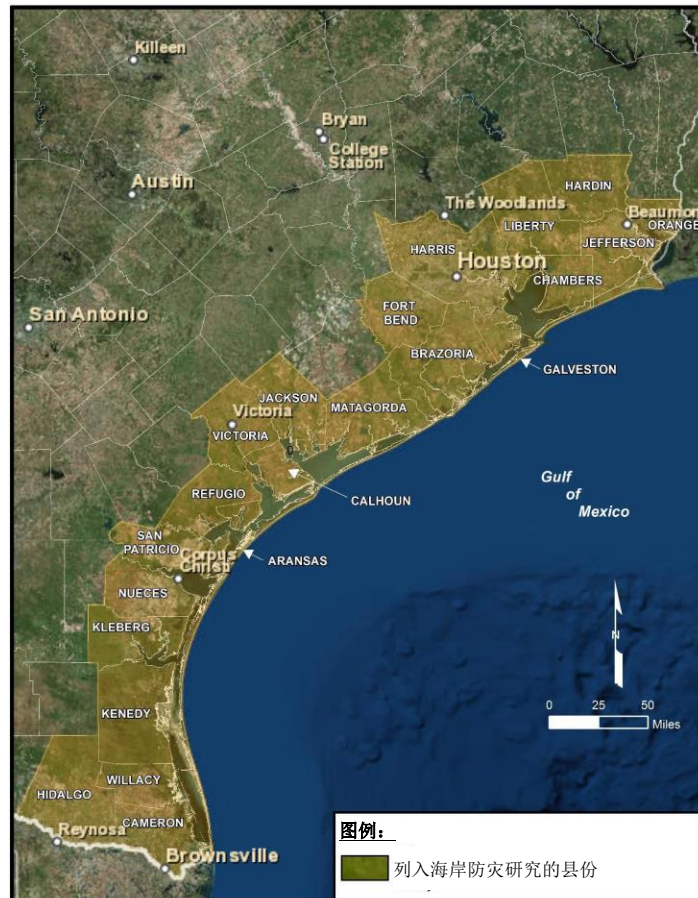 Killeen
Bryan
College
Station
Austin
HARDIN
The Woodlands
Beaumon
LIBERTY
ORANGE
HARRIS
JEFFERSON
Houston
CHAMBERS
San Antonio
FORT
BEND
BRAZORIA
GALVESTON
JACKSON
MATAGORDA
Victoria
VICTORIA
Gulf
of
Mexico
REFUGIO
CALHOUN
SAN
PATRICIO
Corpus
Christi
ARANSAS
NUECES
KLEBERG
N
KENEDY
0 25 50
Miles
WILLACY
HIDALGO
CAMERON
Reynosa
Brownsville
图例：
列入海岸防灾研究的县份